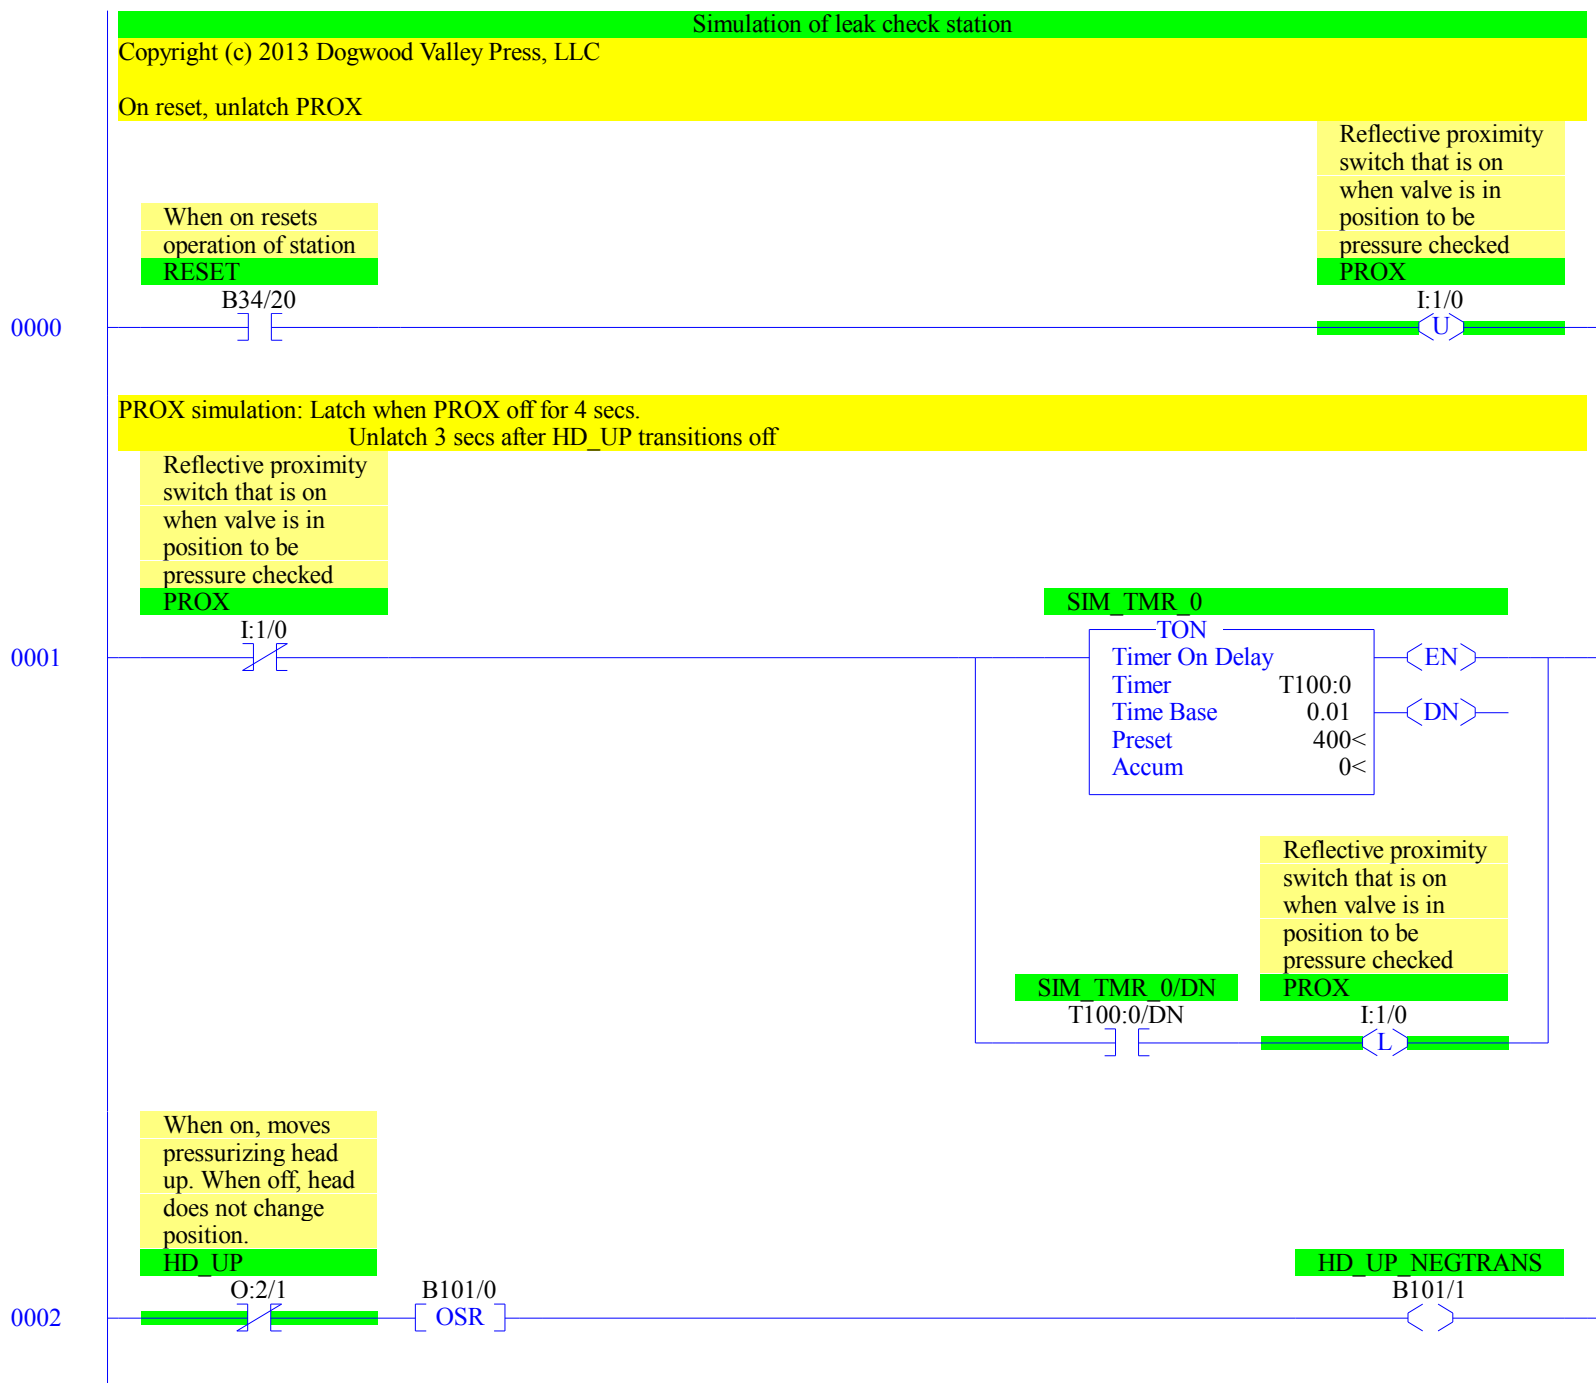 Simulation of leak check station
Copyright (c) 2013 Dogwood Valley Press, LLC
On reset, unlatch PROX
Reflective proximity
switch that is on
when valve is in
position to be
pressure checked
PROX
I:1/0
When on resets
operation of station
RESET
B34/20
0000
U
PROX simulation: Latch when PROX off for 4 secs.
Unlatch 3 secs after HD_UP transitions off
Reflective proximity
switch that is on
when valve is in
position to be
pressure checked
PROX
I:1/0
0001
SIM_TMR_0
TON
Timer On Delay
Timer T100:0
Time Base 0.01
Preset 400<
Accum 0<
EN
DN
Reflective proximity
switch that is on
when valve is in
position to be
pressure checked
SIM_TMR_0/DN PROX
T100:0/DN I:1/0
L
When on, moves
pressurizing head
up. When off, head
does not change
position.
HD_UP
O:2/1
B101/0
OSR
HD_UP_NEGTRANS
B101/1
0002